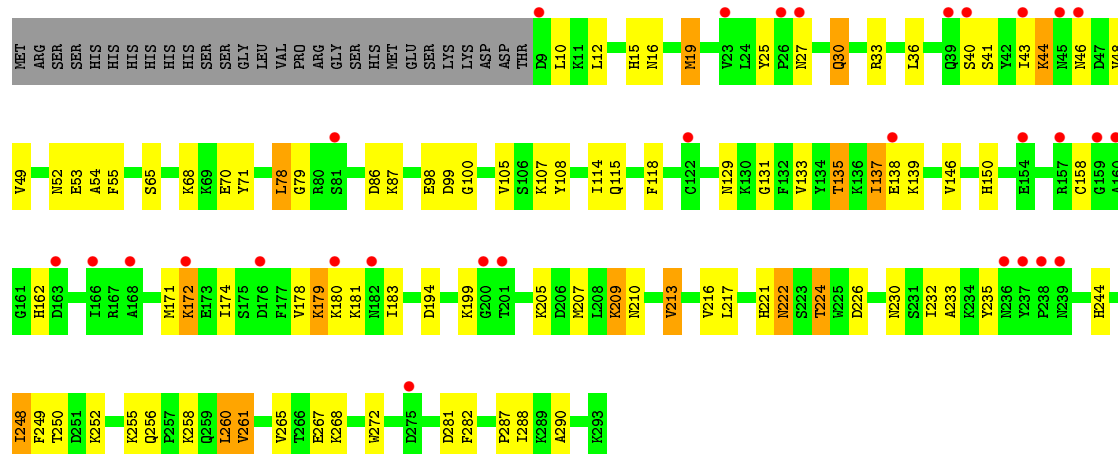 MET ARG SER SER HIS HIS HIS HIS HIS HIS SER SER GLY LEU VAL PRO ARG GLY SER HIS MET GLU SER LYS LYS ASP ASP THR D9 L10 K11 L12 H15 N16 M19 V23 L24 Y25 P26 N27 Q30 R33 L36 Q39 S40 S41 Y42 I43 K44 N45 N46 D47 V48
V49 N52 E53 A54 F55 S65 K68 K69 E70 Y71 L78 G79 R80 S81 D86 K87 E98 D99 G100 V105 S106 K107 Y108 I114 Q115 F118 C122 N129 K130 G131 F132 V133 Y134 T135 K136 I137 E138 K139 V146 H150 E154 R157 C158 G159 A160
G161 H162 D163 I166 R167 A168 M171 K172 E173 I174 S175 D176 F177 V178 K179 K180 K181 N182 I183 D194 K199 G200 Y201 K205 D206 M207 L208 K209 N210 V213 V216 L217 H221 N222 S223 T224 W225 D226 N230 S231 I232 A233 K234 Y235 N236 Y237 P238 N239 H244
I248 F249 T250 D251 K252 K255 Q256 P257 K258 Q259 L260 V261 V265 T266 E267 K268 W272 D275 D281 F282 P287 I288 K289 A290 K293